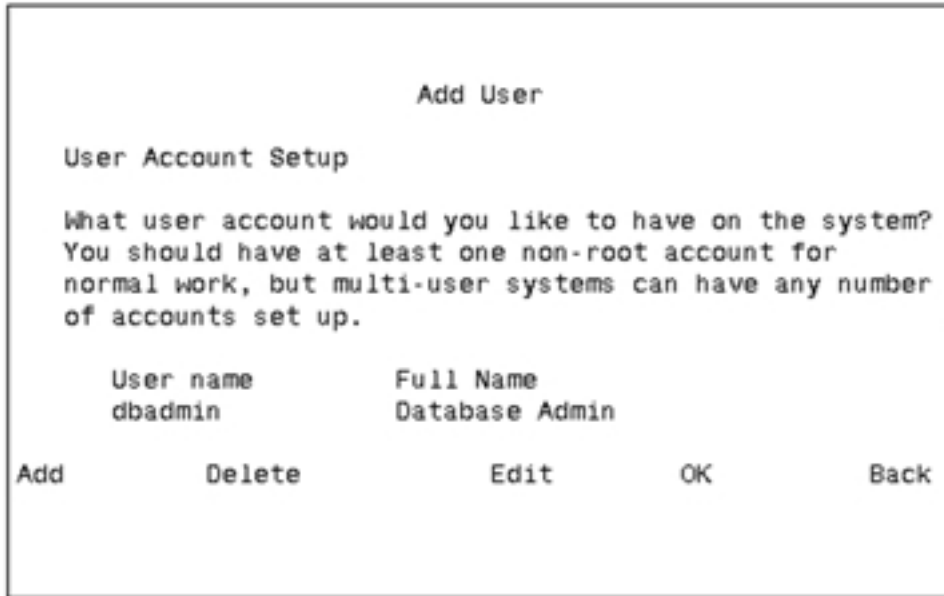 Add User
User Account Setup
What user account would you like to have on the system?
You should have at least one non-root account for
normal work, but multi-user systems can have any number
of accounts set up.
User name Full Name
dbadmin Database Admin
Add Delete Edit OK Back